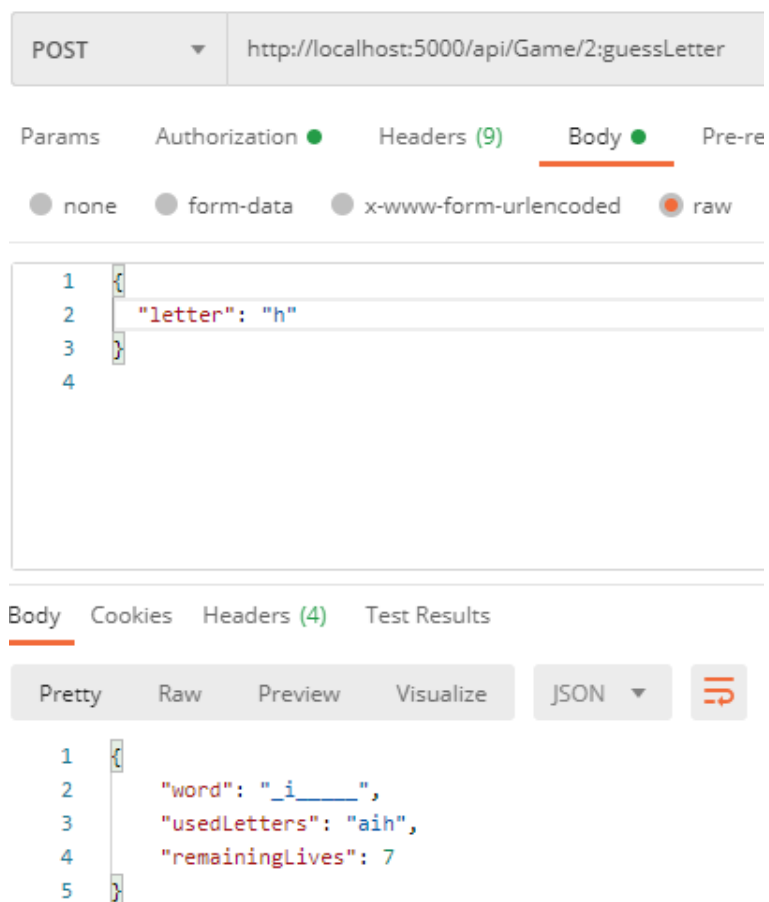 POST http://localhost:5000/api/Game/2:guessLetter
Params Authorization Headers (9) Body Pre-re
none form-data x-www-form-urlencoded raw
1 {
2 "letter": "h"
3 }
4
Body Cookies Headers (4) Test Results
Pretty Raw Preview Visualize JSON
1 {
2 "word": "_i_____",
3 "usedLetters": "aih",
4 "remainingLives": 7
5 }